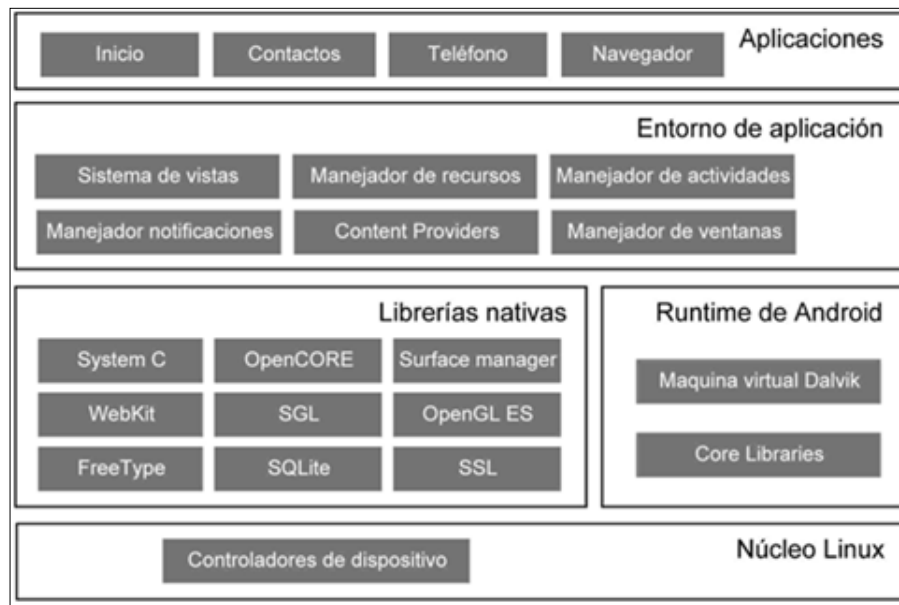 Aplicaciones
Inicio
Contactos
Teléfono
Navegador
Entorno de aplicación
Sistema de vistas
Manejador de recursos
Manejador de actividades
Manejador notificaciones
Content Providers
Manejador de ventanas
Librerías nativas
System C
OpenCORE
Surface manager
WebKit
SGL
OpenGL ES
FreeType
SQLite
SSL
Runtime de Android
Maquina virtual Dalvik
Core Libraries
Núcleo Linux
Controladores de dispositivo